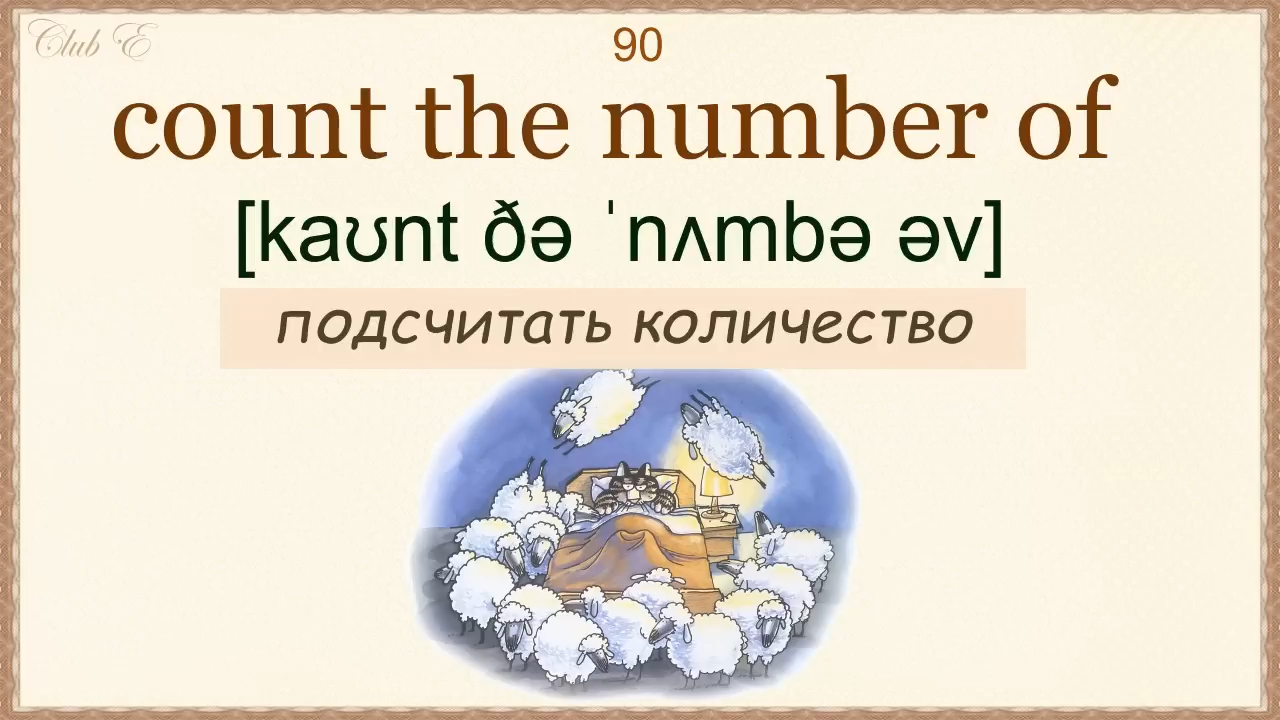 Club E
90
count the number of
[kaʊnt ðə ˈnʌmbə əv]
подсчитать количество